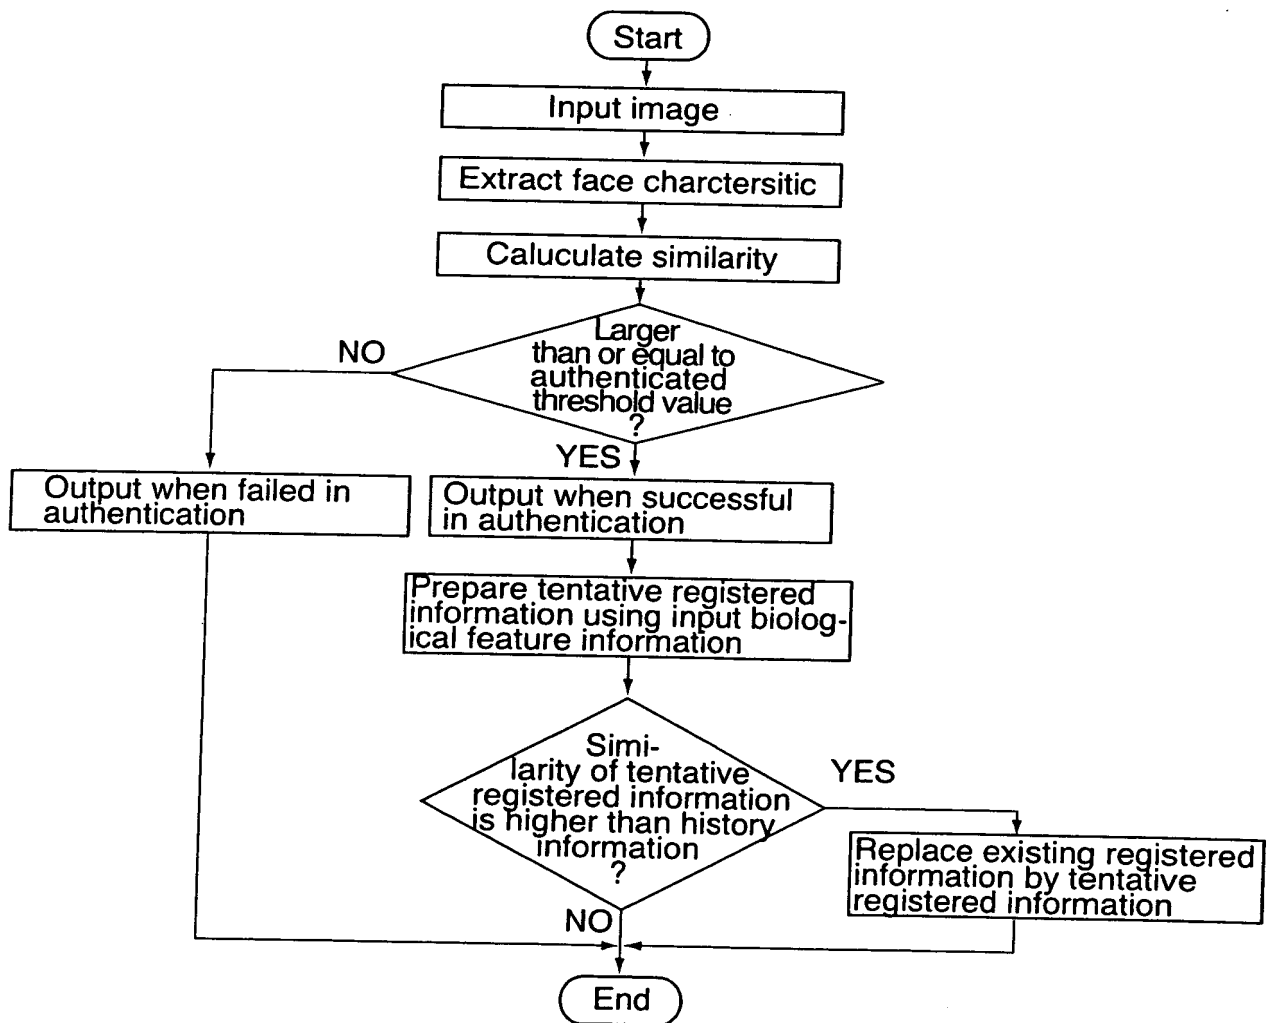 Start
Input image
Extract face charctersitic
Caluculate similarity
Larger
than or equal to
authenticated
threshold value
?
NO
YES
Output when failed in
authentication
Output when successful
in authentication
Prepare tentative registered
information using input biolog-
ical feature information
Simi-
larity of tentative
registered information
is higher than history
information
?
YES
Replace existing registered
information by tentative
registered information
NO
End